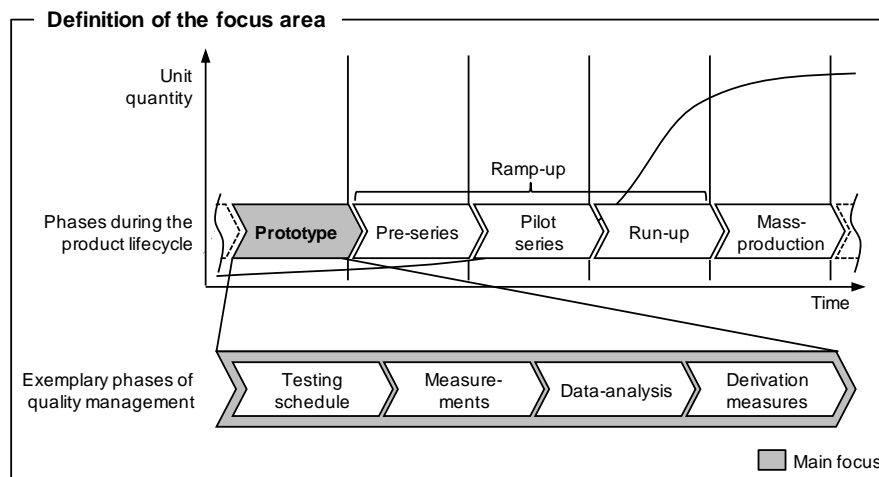 Definition of the focus area
Unit
quantity
Ramp-up
Phases during the
product lifecycle
Prototype
Pre-series
Pilot
series
Run-up
Mass-
production
Time
Exemplary phases of
quality management
Testing
schedule
Measure-
ments
Data-analysis
Derivation
measures
Main focus